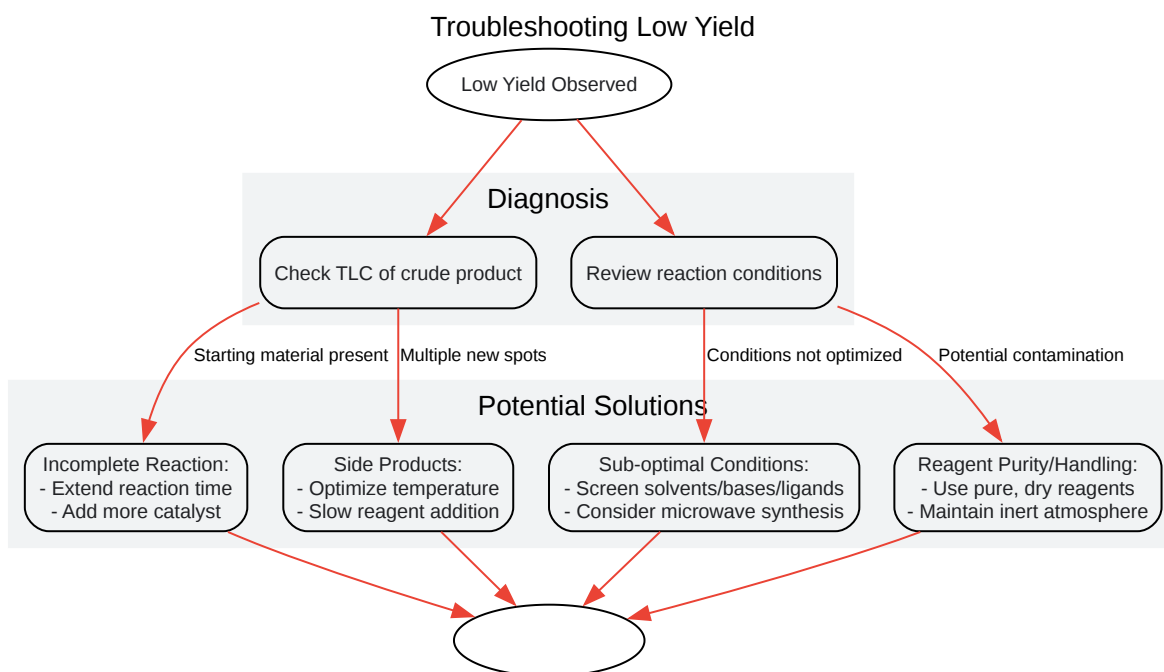 Troubleshooting Low Yield
Low Yield Observed
Diagnosis
Check TLC of crude product
Review reaction conditions
Starting material present
Multiple new spots
Conditions not optimized
Potential contamination
Potential Solutions
Incomplete Reaction:
- Extend reaction time
- Add more catalyst
Side Products:
- Optimize temperature
- Slow reagent addition
Sub-optimal Conditions:
- Screen solvents/bases/ligands
- Consider microwave synthesis
Reagent Purity/Handling:
- Use pure, dry reagents
- Maintain inert atmosphere